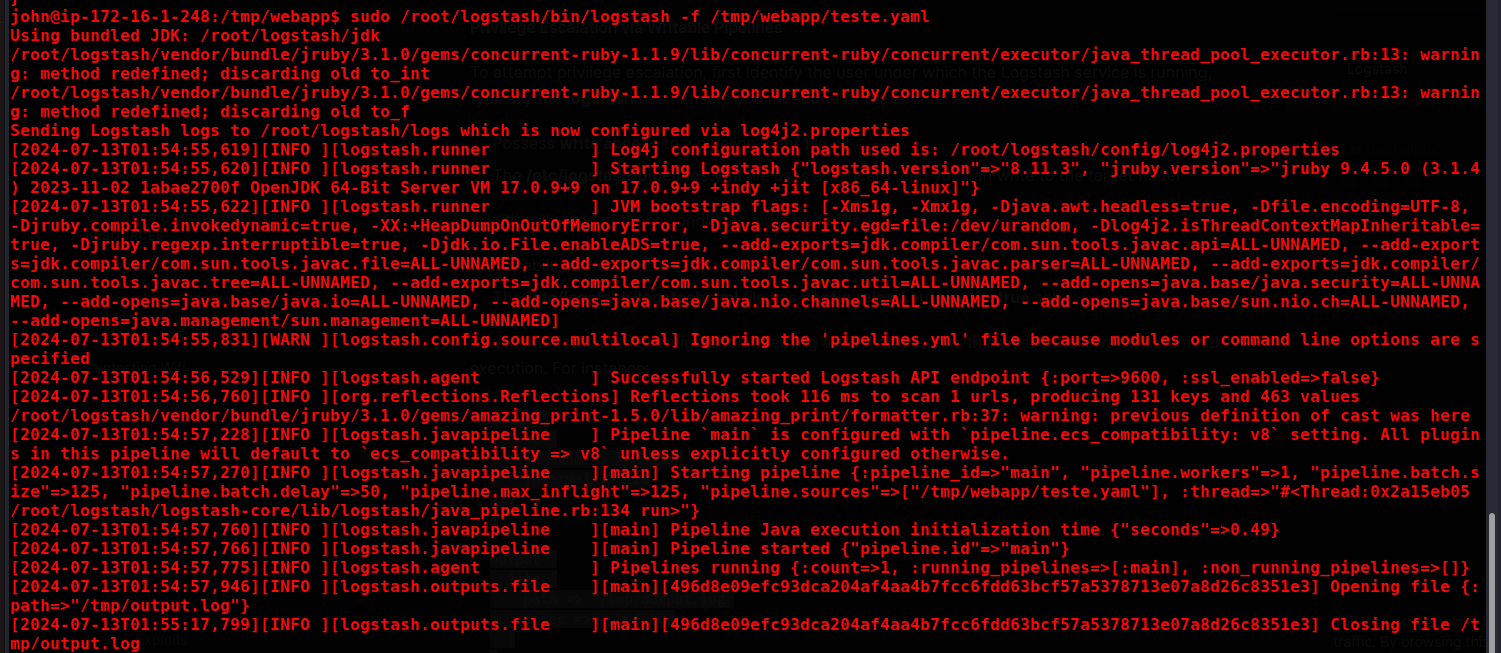 john@ip-172-16-1-248:/tmp/webapp$ sudo /root/logstash/bin/logstash -f /tmp/webapp/teste.yaml
Using bundled JDK: /root/logstash/jdk
/root/logstash/vendor/bundle/jruby/3.1.0/gems/concurrent-ruby-1.1.9/lib/concurrent-ruby/concurrent/executor/java_thread_pool_executor.rb:13: warnin
g: method redefined; discarding old to_int
/root/logstash/vendor/bundle/jruby/3.1.0/gems/concurrent-ruby-1.1.9/lib/concurrent-ruby/concurrent/executor/java_thread_pool_executor.rb:13: warnin
g: method redefined; discarding old to_f
Sending Logstash logs to /root/logstash/logs which is now configured via log4j2.properties
[2024-07-13T01:54:55,619][INFO ][logstash.runner          ] Log4j configuration path used is: /root/logstash/config/log4j2.properties
[2024-07-13T01:54:55,620][INFO ][logstash.runner          ] Starting Logstash {"logstash.version"=>"8.11.3", "jruby.version"=>"jruby 9.4.5.0 (3.1.4
) 2023-11-02 1abae2700f OpenJDK 64-Bit Server VM 17.0.9+9 on 17.0.9+9 +indy +jit [x86_64-linux]"}
[2024-07-13T01:54:55,622][INFO ][logstash.runner          ] JVM bootstrap flags: [-Xms1g, -Xmx1g, -Djava.awt.headless=true, -Dfile.encoding=UTF-8, 
-Djruby.compile.invokedynamic=true, -XX:+HeapDumpOnOutOfMemoryError, -Djava.security.egd=file:/dev/urandom, -Dlog4j2.isThreadContextMapInheritable=
true, -Djruby.regexp.interruptible=true, -Djdk.io.File.enableADS=true, --add-exports=jdk.compiler/com.sun.tools.javac.api=ALL-UNNAMED, --add-export
s=jdk.compiler/com.sun.tools.javac.file=ALL-UNNAMED, --add-exports=jdk.compiler/com.sun.tools.javac.parser=ALL-UNNAMED, --add-exports=jdk.compiler/
com.sun.tools.javac.tree=ALL-UNNAMED, --add-exports=jdk.compiler/com.sun.tools.javac.util=ALL-UNNAMED, --add-opens=java.base/java.security=ALL-UNNA
MED, --add-opens=java.base/java.io=ALL-UNNAMED, --add-opens=java.base/java.nio.channels=ALL-UNNAMED, --add-opens=java.base/sun.nio.ch=ALL-UNNAMED, 
--add-opens=java.management/sun.management=ALL-UNNAMED]
[2024-07-13T01:54:55,831][WARN ][logstash.config.source.multilocal] Ignoring the 'pipelines.yml' file because modules or command line options are s
pecified
[2024-07-13T01:54:56,529][INFO ][logstash.agent           ] Successfully started Logstash API endpoint {:port=>9600, :ssl_enabled=>false}
[2024-07-13T01:54:56,760][INFO ][org.reflections.Reflections] Reflections took 116 ms to scan 1 urls, producing 131 keys and 463 values
/root/logstash/vendor/bundle/jruby/3.1.0/gems/amazing_print-1.5.0/lib/amazing_print/formatter.rb:37: warning: previous definition of cast was here
[2024-07-13T01:54:57,228][INFO ][logstash.javapipeline    ] Pipeline `main` is configured with `pipeline.ecs_compatibility: v8` setting. All plugin
s in this pipeline will default to `ecs_compatibility => v8` unless explicitly configured otherwise.
[2024-07-13T01:54:57,270][INFO ][logstash.javapipeline    ][main] Starting pipeline {:pipeline_id=>"main", "pipeline.workers"=>1, "pipeline.batch.s
ize"=>125, "pipeline.batch.delay"=>50, "pipeline.max_inflight"=>125, "pipeline.sources"=>["/tmp/webapp/teste.yaml"], :thread=>"#<Thread:0x2a15eb05 
/root/logstash/logstash-core/lib/logstash/java_pipeline.rb:134 run>"}
[2024-07-13T01:54:57,760][INFO ][logstash.javapipeline    ][main] Pipeline Java execution initialization time {"seconds"=>0.49}
[2024-07-13T01:54:57,766][INFO ][logstash.javapipeline    ][main] Pipeline started {"pipeline.id"=>"main"}
[2024-07-13T01:54:57,775][INFO ][logstash.agent           ] Pipelines running {:count=>1, :running_pipelines=>[:main], :non_running_pipelines=>[]}
[2024-07-13T01:54:57,946][INFO ][logstash.outputs.file    ][main][496d8e09efc93dca204af4aa4b7fcc6fdd63bcf57a5378713e07a8d26c8351e3] Opening file {:
path=>"/tmp/output.log"}
[2024-07-13T01:55:17,799][INFO ][logstash.outputs.file    ][main][496d8e09efc93dca204af4aa4b7fcc6fdd63bcf57a5378713e07a8d26c8351e3] Closing file /t
mp/output.log